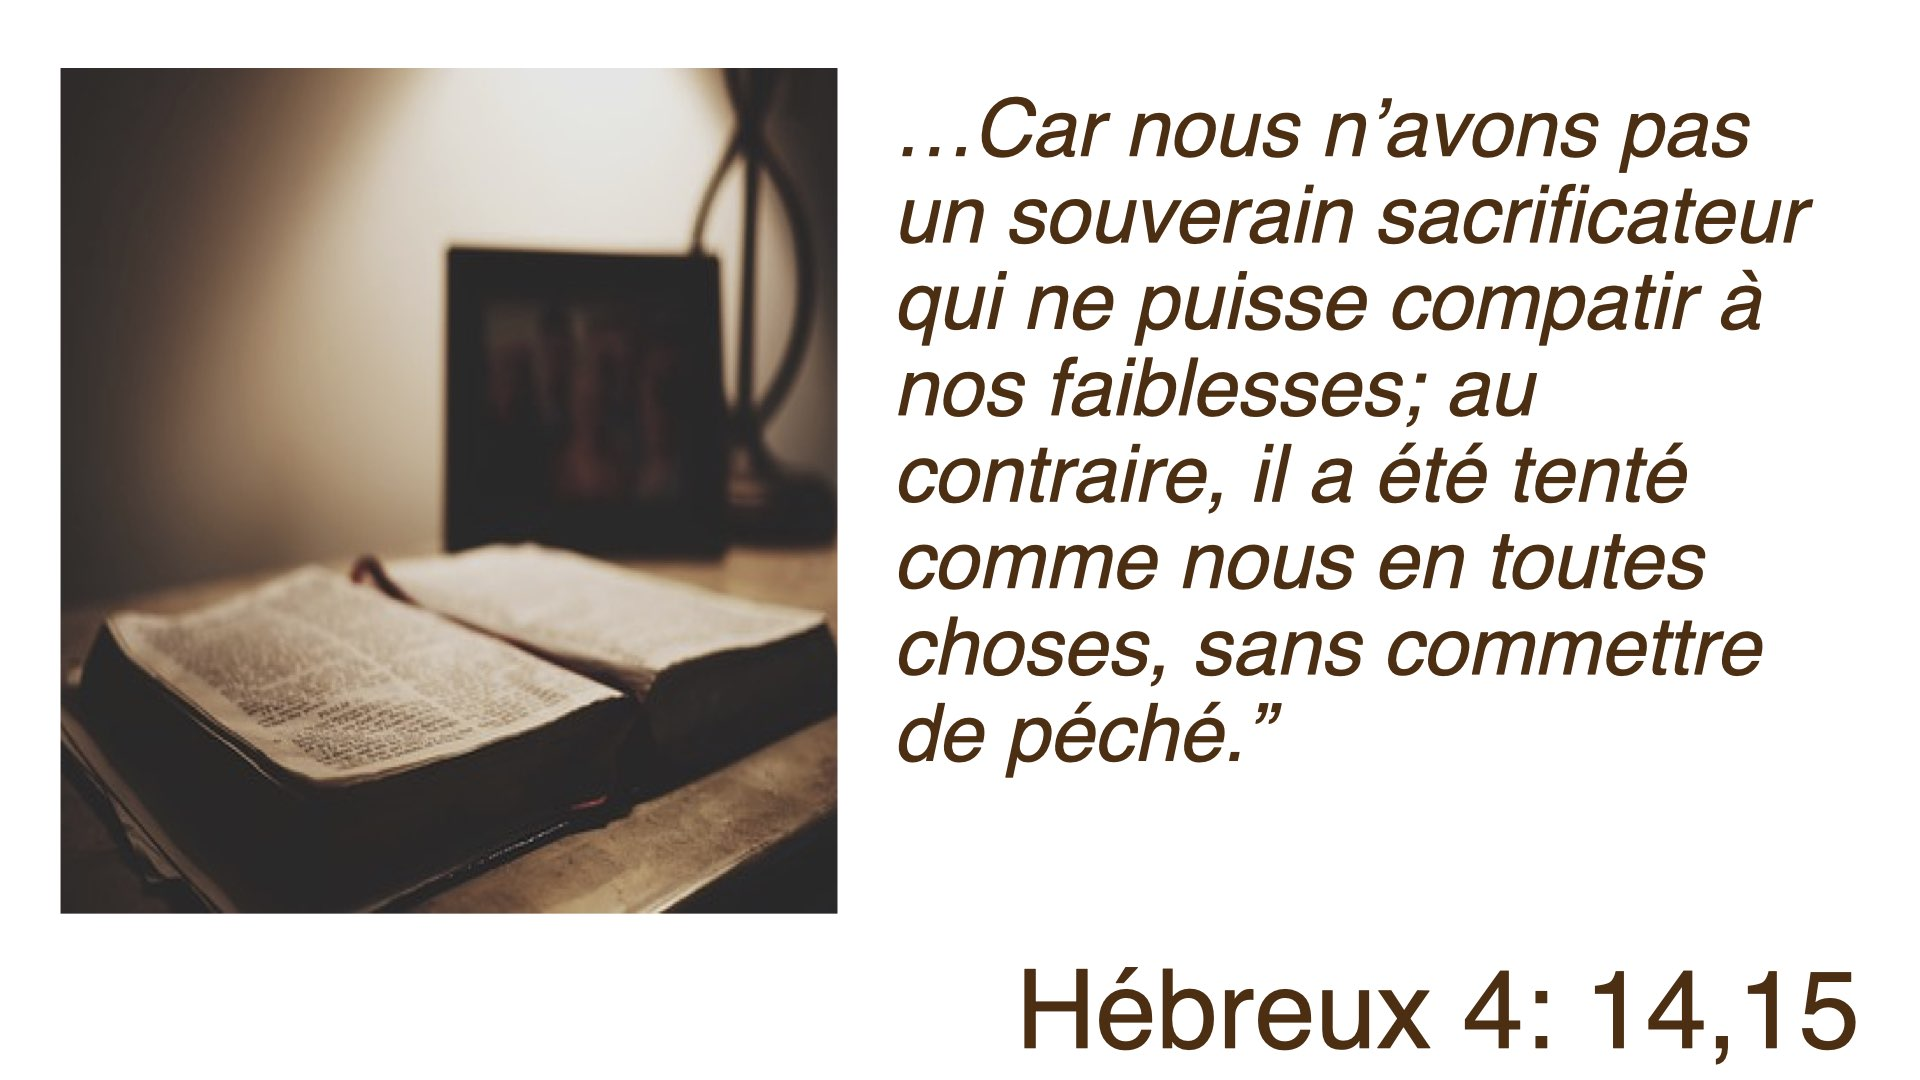 …Car nous n’avons pas
un souverain sacrificateur
qui ne puisse compatir à
nos faiblesses; au
contraire, il a été tenté
comme nous en toutes
choses, sans commettre
de péché.”
Hébreux 4: 14,15